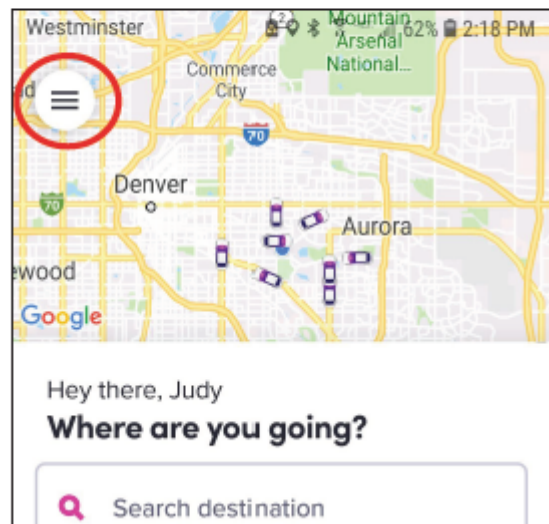 Westminster
62% 2:18 PM
Mountain
Arsenal
National...
Commerce
City
70
Denver
70
Aurora
ewood
Google
Hey there, Judy
Where are you going?
Search destination